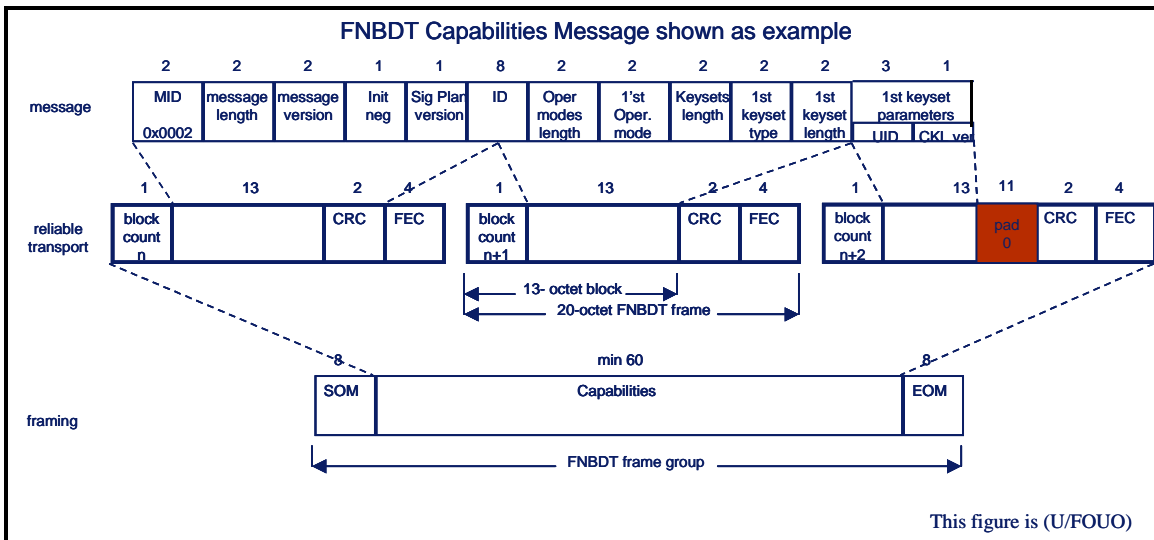 FNBDT Capabilities Message shown as example
2 2 2 1 1 8 2 2 2 2 2 3 1
message
MID
0x0002
message
length
message
version
Init
neg
Sig Plan
version
ID
Oper
modes
length
1'st
Oper.
mode
Keysets
length
1st
keyset
type
1st
keyset
length
1st keyset
parameters
UID
CKL ver
1 13 2 4 1 13 2 4 1 13 11 2 4
reliable
transport
block
count
n
CRC
FEC
block
count
n+1
CRC
FEC
block
count
n+2
pad
0
CRC
FEC
13- octet block
20-octet FNBDT frame
8 min 60 8
framing
SOM
Capabilities
EOM
FNBDT frame group
This figure is (U/FOUO)